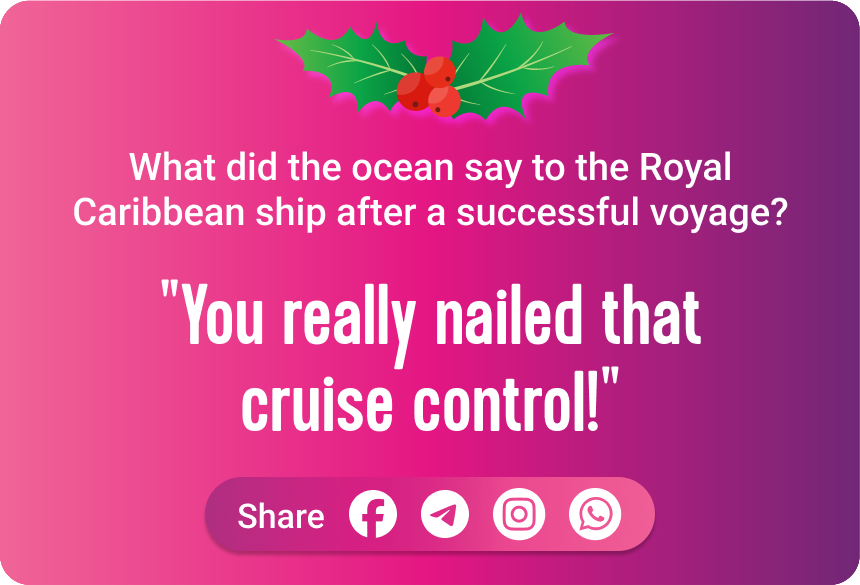 What did the ocean say to the Royal
Caribbean ship after a successful voyage?
"You really nailed that
cruise control!"
Share